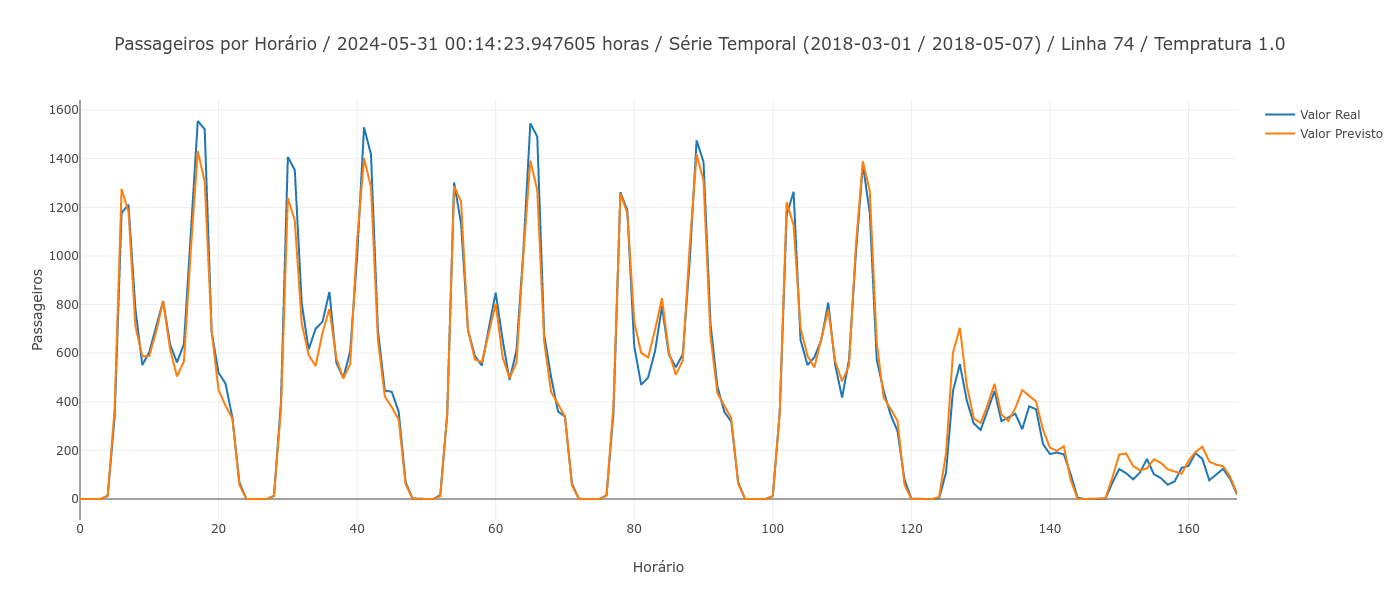 Passageiros por Horário / 2024-05-31 00:14:23.947605 horas / Série Temporal (2018-03-01 / 2018-05-07) / Linha 74 / Tempratura 1.0
Valor Real
Valor Previsto
Passageiros
1600
1400
1200
1000
800
600
400
200
0
0 20 40 60 80 100 120 140 160
Horário